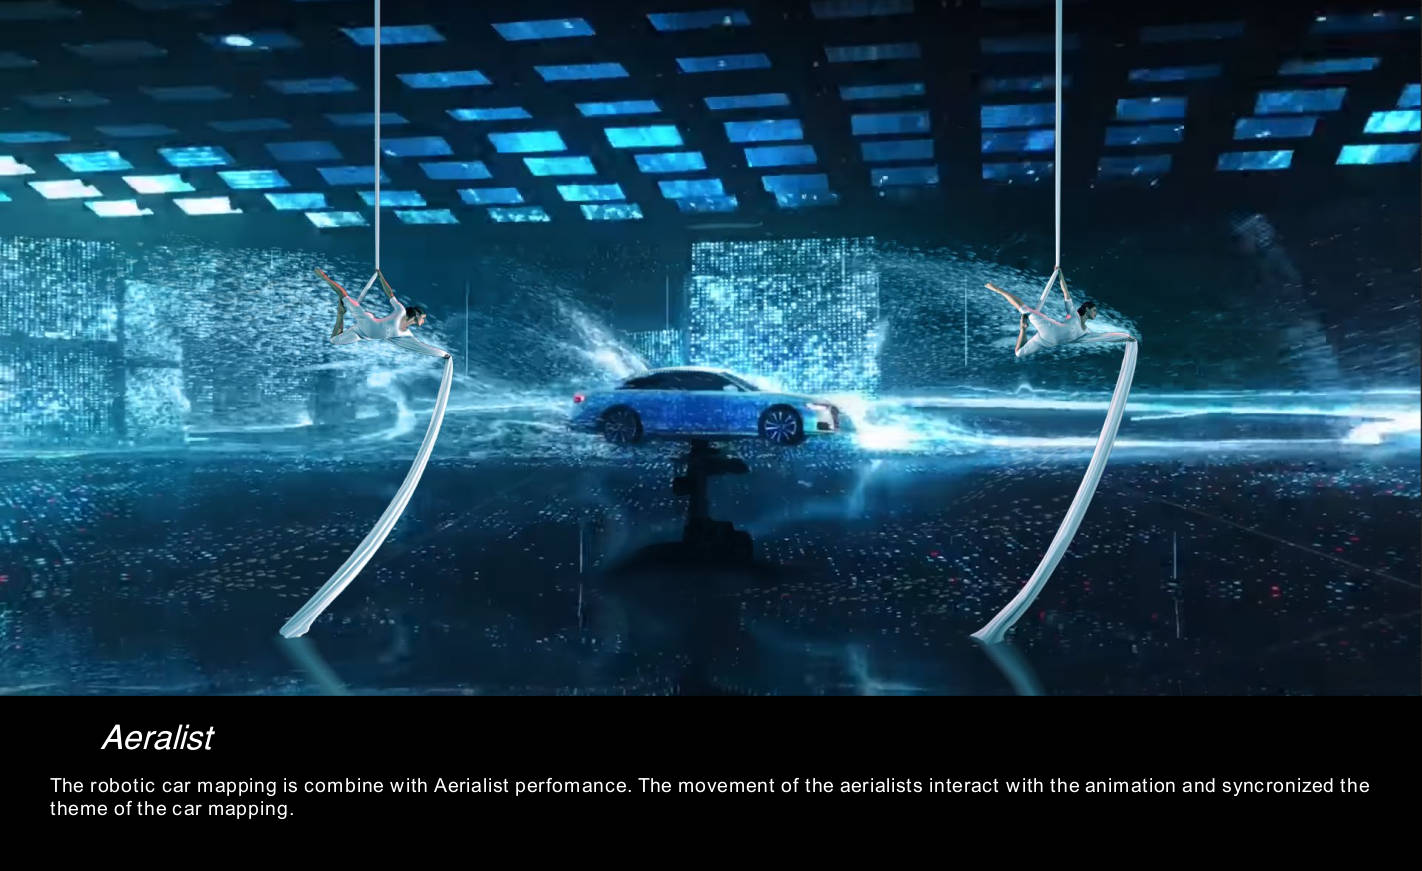 Aeralist
The robotic car mapping is combine with Aerialist perfomance. The movement of the aerialists interact with the animation and syncronized the
theme of the car mapping.